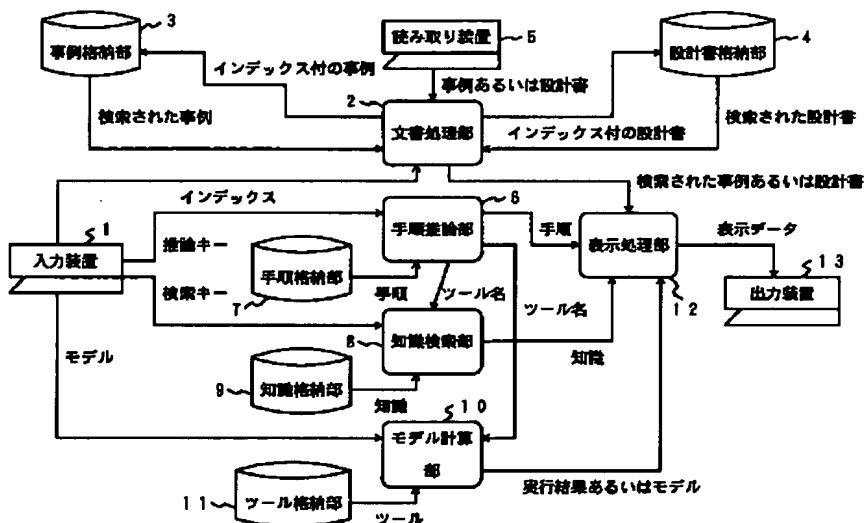 3
事例格納部
読み取り装置
5
設計書格納部
4
インデックス付の事例
事例あるいは設計書
2
検索された事例
文書処理部
インデックス付の設計書
検索された設計書
インデックス
検索された事例あるいは設計書
1
6
入力装置
推論キー
手順推論部
手順
表示処理部
表示データ
検索キー
手順格納部
7
手順
ツール名
ツール名
12
13
出力装置
モデル
8
知識検索部
知識
9
知識格納部
知識
10
モデル計算
部
11
ツール格納部
ツール
実行結果あるいはモデル